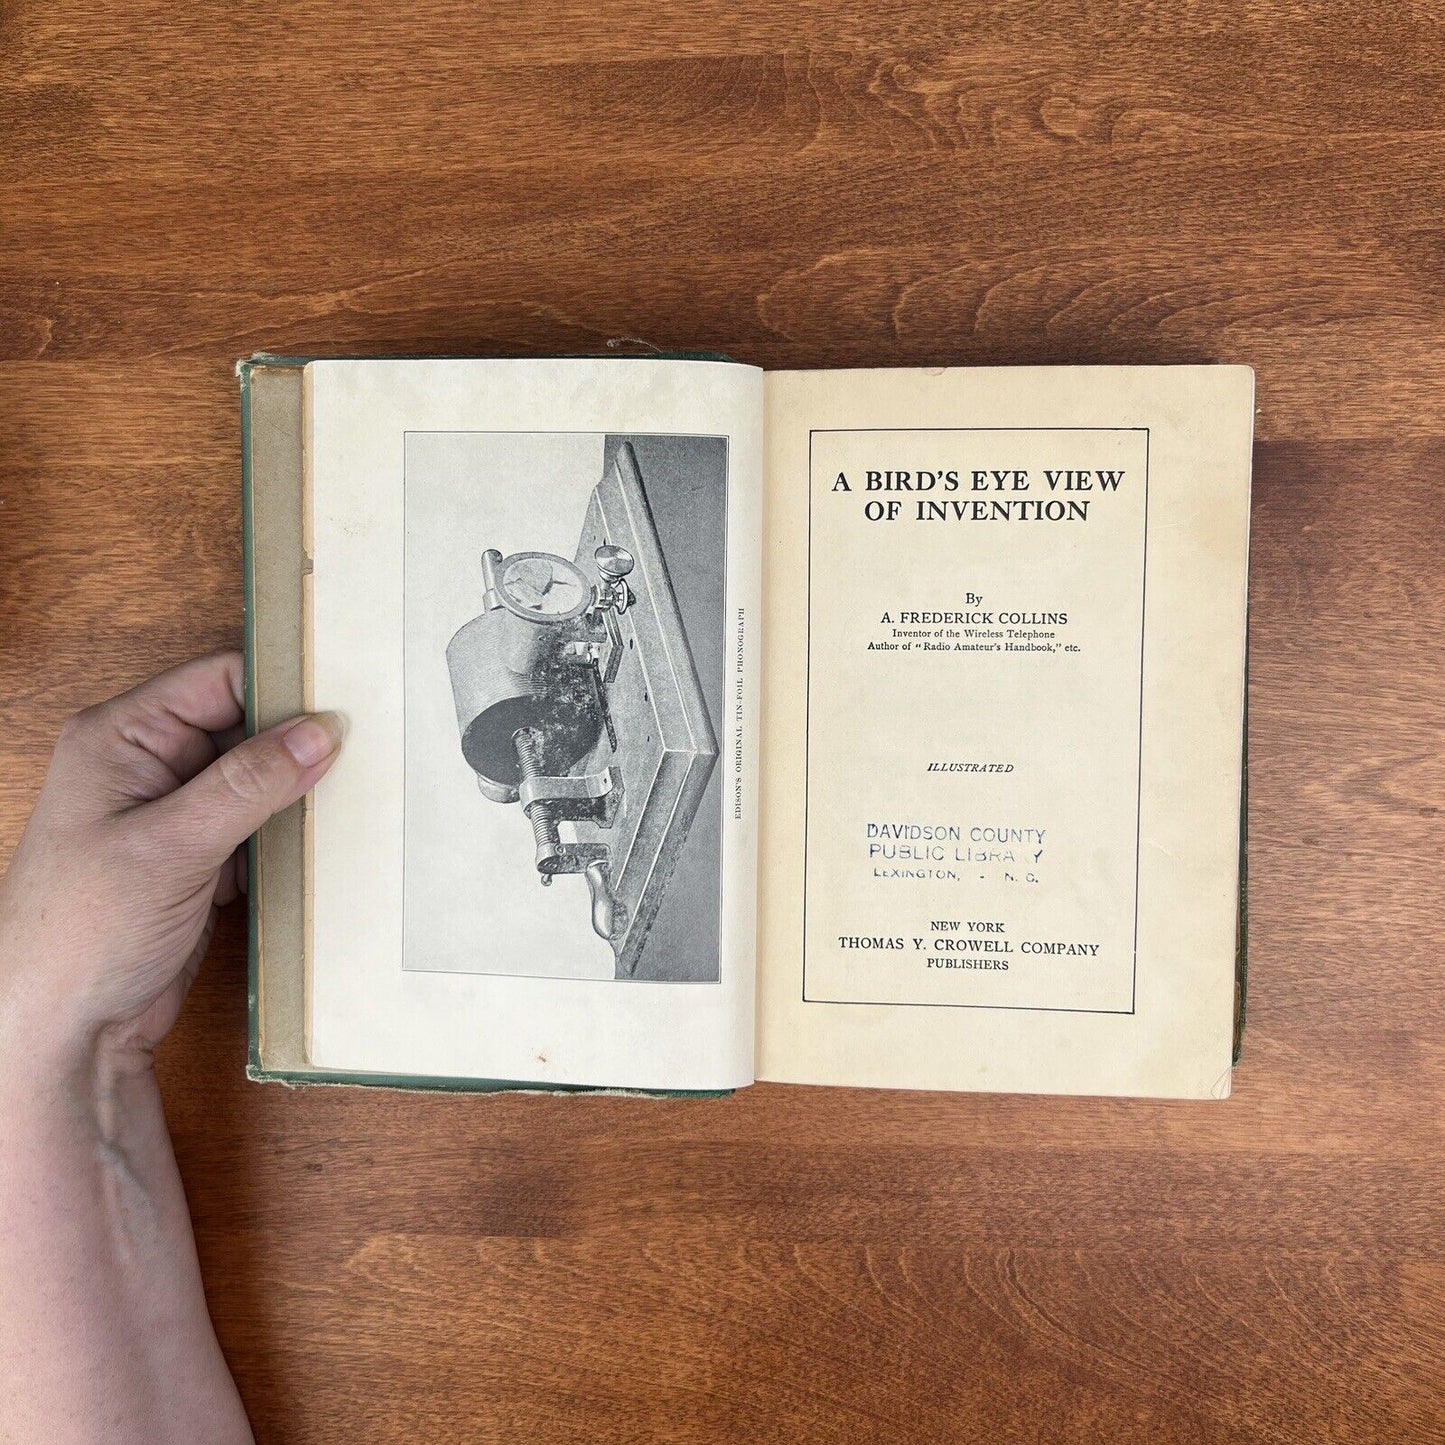 EDISON'S ORIGINAL TIN-FOIL PHONOGRAPH
A BIRD'S EYE VIEW
OF INVENTION
By
A. FREDERICK COLLINS
Inventor of the Wireless Telephone
Author of "Radio Amateur's Handbook," etc.
ILLUSTRATED
DAVIDSON COUNTY
PUBLIC LIBRARY
LEXINGTON, - N. C.
NEW YORK
THOMAS Y. CROWELL COMPANY
PUBLISHERS